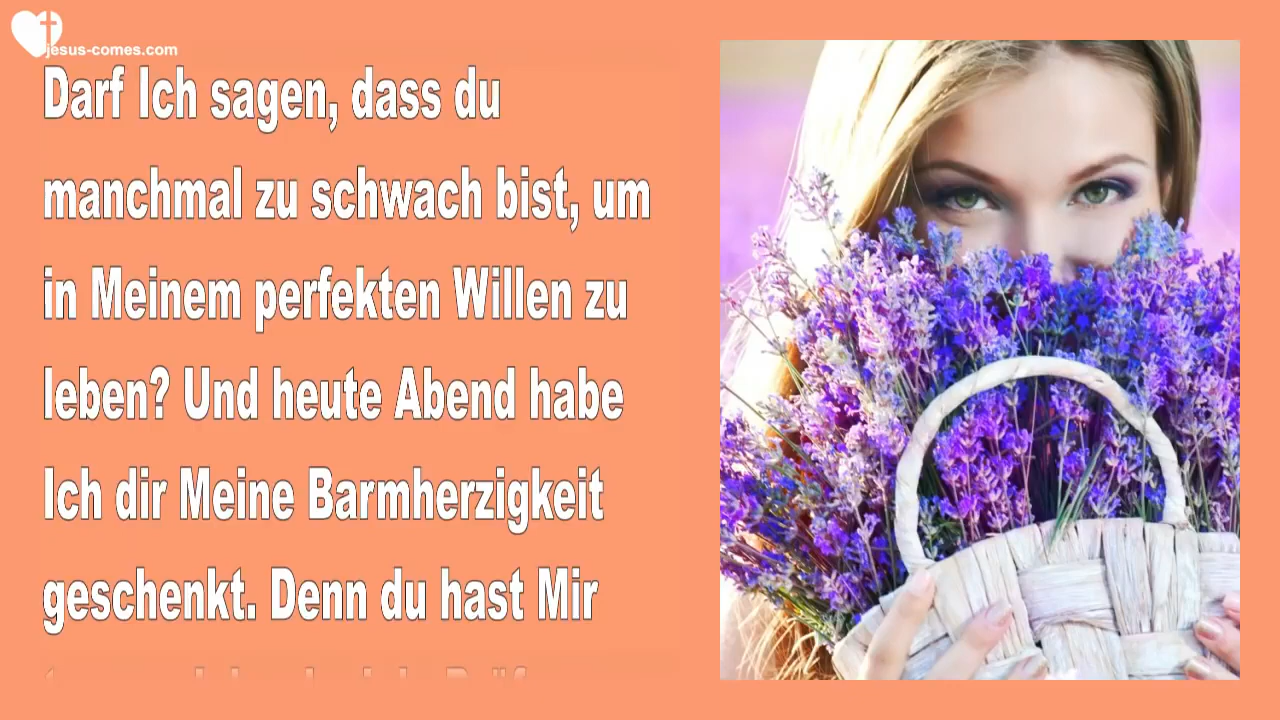 jesus-comes.com
Darf Ich sagen, dass du
manchmal zu schwach bist, um
in Meinem perfekten Willen zu
leben? Und heute Abend habe
Ich dir Meine Barmherzigkeit
geschenkt. Denn du hast Mir